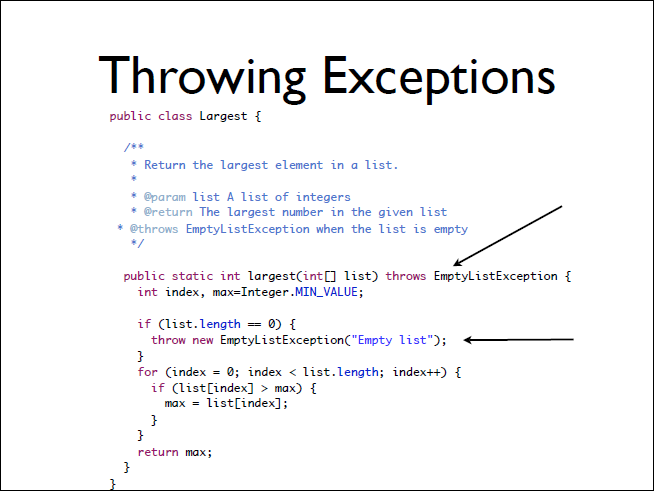 Throwing Exceptions
public class Largest {
/**
* Return the largest element in a list.
*
* @param list A list of integers
* @return The largest number in the given list
* @throws EmptyListException when the list is empty
*/
public static int largest(int[] list) throws EmptyListException {
int index, max=Integer.MIN_VALUE;
if (list.length == 0) {
throw new EmptyListException("Empty list");
}
for (index = 0; index < list.length; index++) {
if (list[index] > max) {
max = list[index];
}
}
return max;
}
}